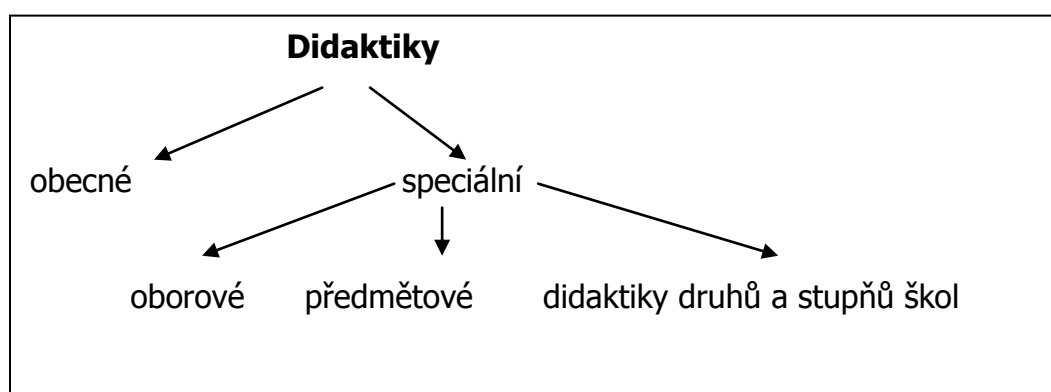 Didaktiky
obecné speciální
oborové předmětové didaktiky druhů a stupňů škol